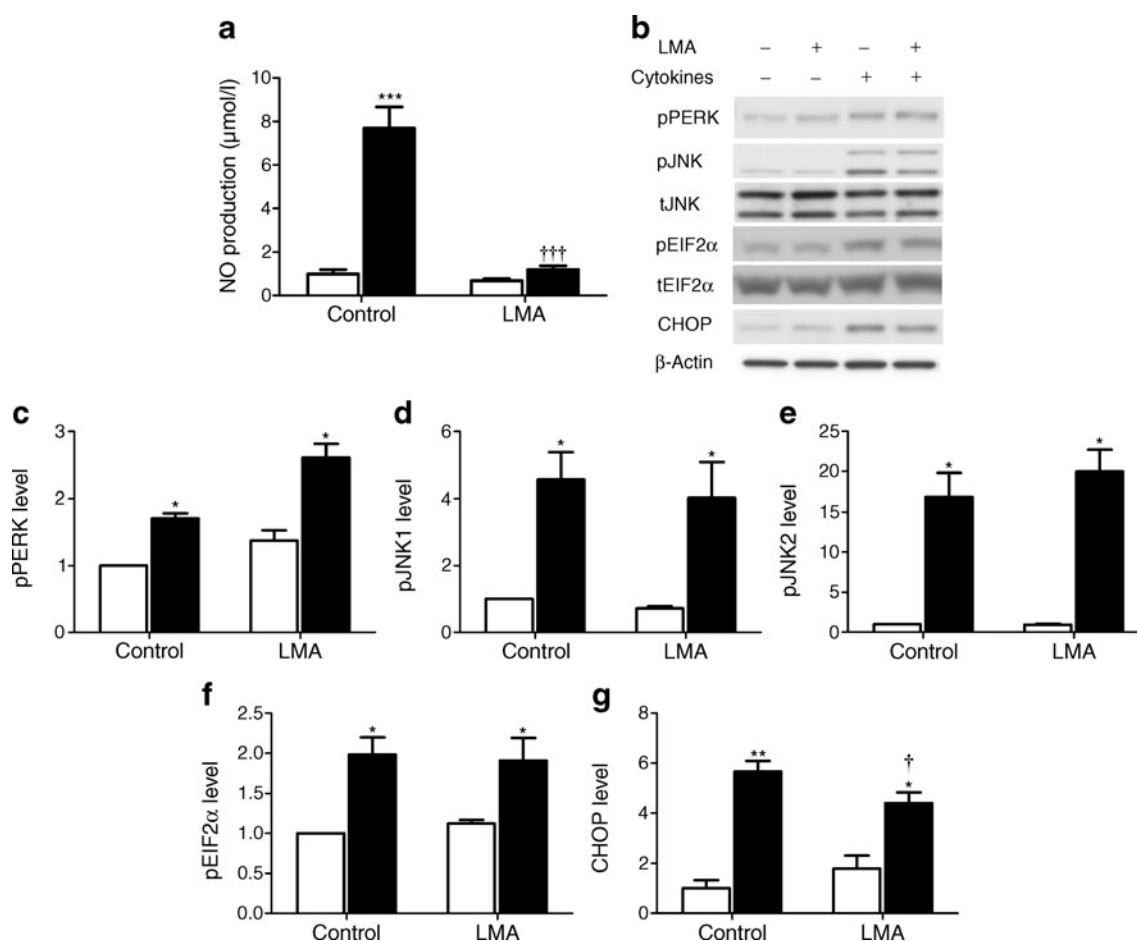 a
NO production (µmol/l)
10
8
6
4
2
0
***
†††
Control LMA
b
LMA – + – +
Cytokines – – + +
pPERK
pJNK
tJNK
pEIF2α
tEIF2α
CHOP
β-Actin
c
pPERK level
3
2
1
0
*
*
Control LMA
d
pJNK1 level
6
4
2
0
*
*
Control LMA
e
pJNK2 level
25
20
15
10
5
0
*
*
Control LMA
f
pEIF2α level
2.5
2.0
1.5
1.0
0.5
0.0
*
*
Control LMA
g
CHOP level
8
6
4
2
0
**
†
*
Control LMA